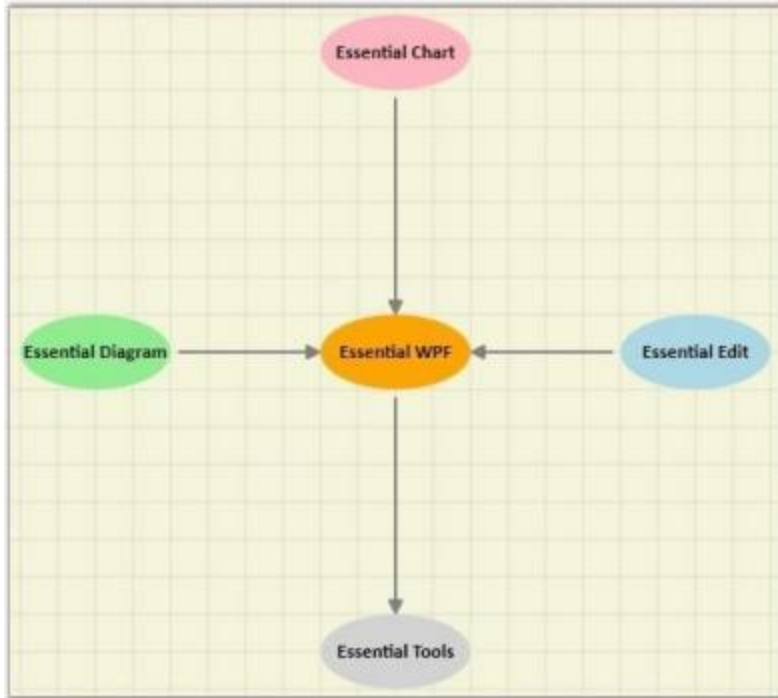 Essential Chart
Essential Diagram
Essential WPF
Essential Edit
Essential Tools